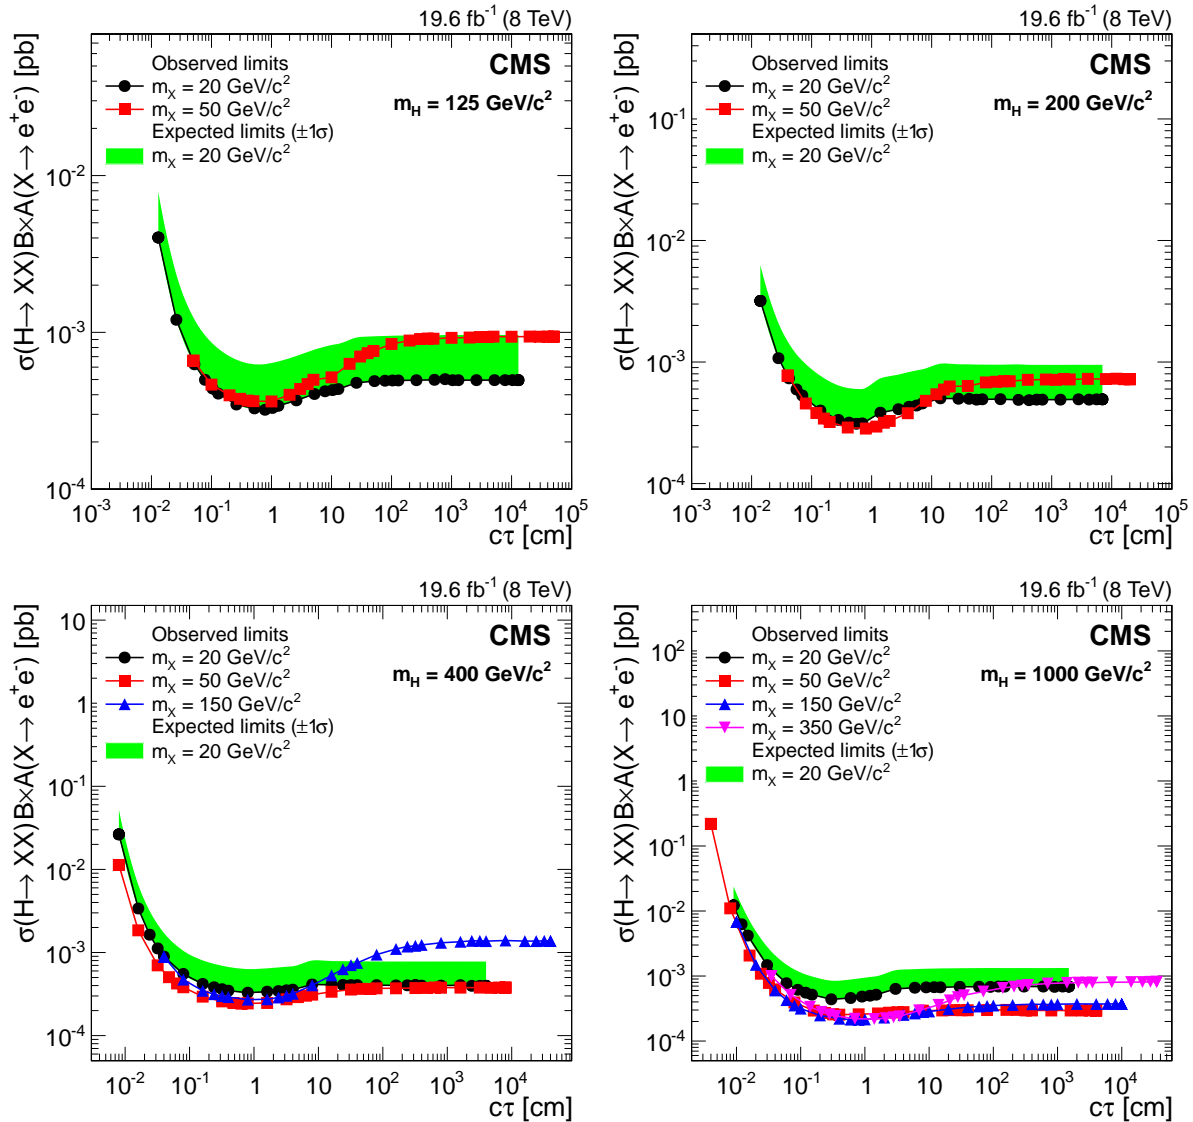 19.6 fb⁻¹ (8 TeV)
σ(H→ XX)B×A(X→ e⁺e⁻) [pb]
Observed limits
m_X = 20 GeV/c²
m_X = 50 GeV/c²
Expected limits (±1σ)
m_X = 20 GeV/c²
CMS
m_H = 125 GeV/c²
10⁻²
10⁻³
10⁻⁴
10⁻³ 10⁻² 10⁻¹ 1 10 10² 10³ 10⁴ 10⁵
cτ [cm]
19.6 fb⁻¹ (8 TeV)
σ(H→ XX)B×A(X→ e⁺e⁻) [pb]
Observed limits
m_X = 20 GeV/c²
m_X = 50 GeV/c²
Expected limits (±1σ)
m_X = 20 GeV/c²
CMS
m_H = 200 GeV/c²
10⁻¹
10⁻²
10⁻³
10⁻⁴
10⁻³ 10⁻² 10⁻¹ 1 10 10² 10³ 10⁴ 10⁵
cτ [cm]
19.6 fb⁻¹ (8 TeV)
σ(H→ XX)B×A(X→ e⁺e⁻) [pb]
Observed limits
m_X = 20 GeV/c²
m_X = 50 GeV/c²
m_X = 150 GeV/c²
Expected limits (±1σ)
m_X = 20 GeV/c²
CMS
m_H = 400 GeV/c²
10
1
10⁻¹
10⁻²
10⁻³
10⁻⁴
10⁻² 10⁻¹ 1 10 10² 10³ 10⁴
cτ [cm]
19.6 fb⁻¹ (8 TeV)
σ(H→ XX)B×A(X→ e⁺e⁻) [pb]
Observed limits
m_X = 20 GeV/c²
m_X = 50 GeV/c²
m_X = 150 GeV/c²
m_X = 350 GeV/c²
Expected limits (±1σ)
m_X = 20 GeV/c²
CMS
m_H = 1000 GeV/c²
10²
10
1
10⁻¹
10⁻²
10⁻³
10⁻⁴
10⁻² 10⁻¹ 1 10 10² 10³ 10⁴
cτ [cm]